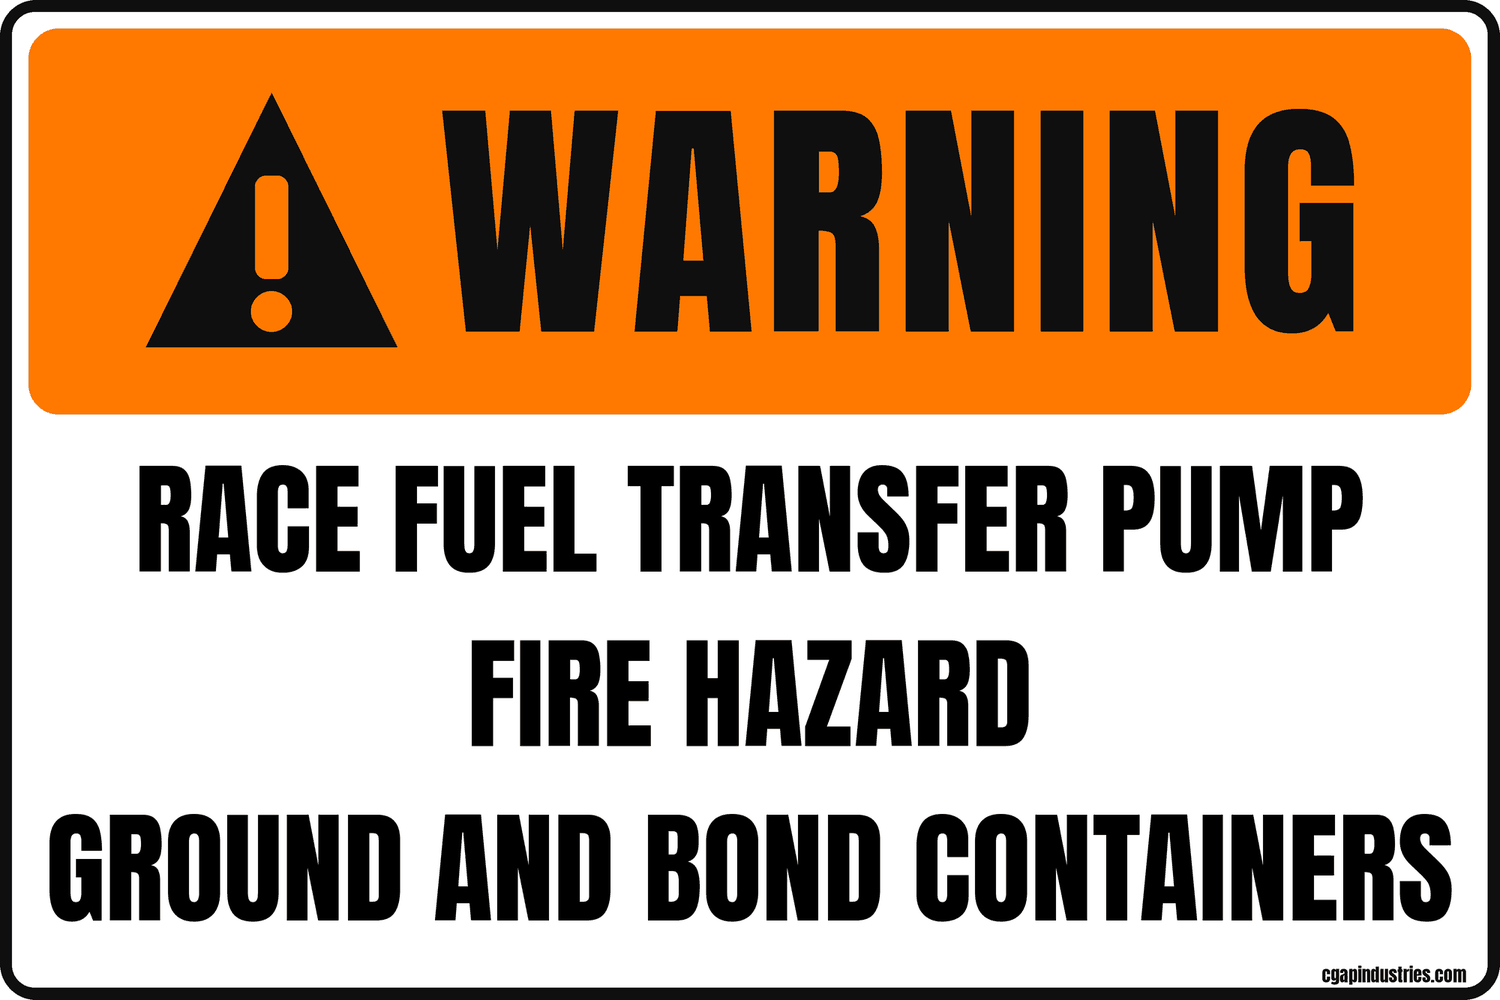 WARNING
RACE FUEL TRANSFER PUMP
FIRE HAZARD
GROUND AND BOND CONTAINERS
cgapindustries.com